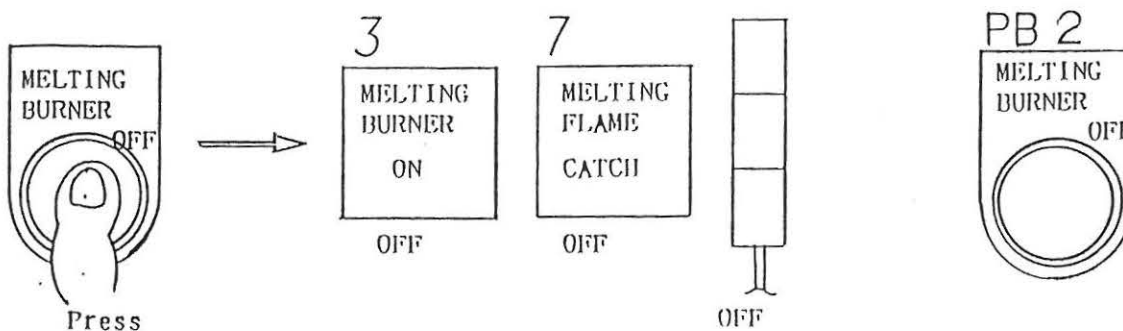 MELTING
BURNER
OFF
Press
3
MELTING
BURNER
ON
OFF
7
MELTING
FLAME
CATCH
OFF
OFF
PB 2
MELTING
BURNER
OFF